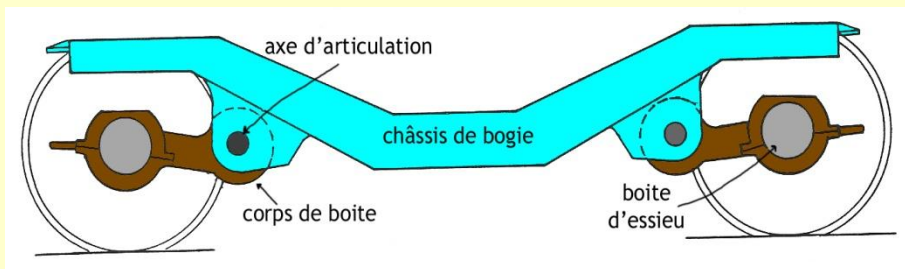 axe d'articulation
châssis de bogie
corps de boite
boite
d'essieu